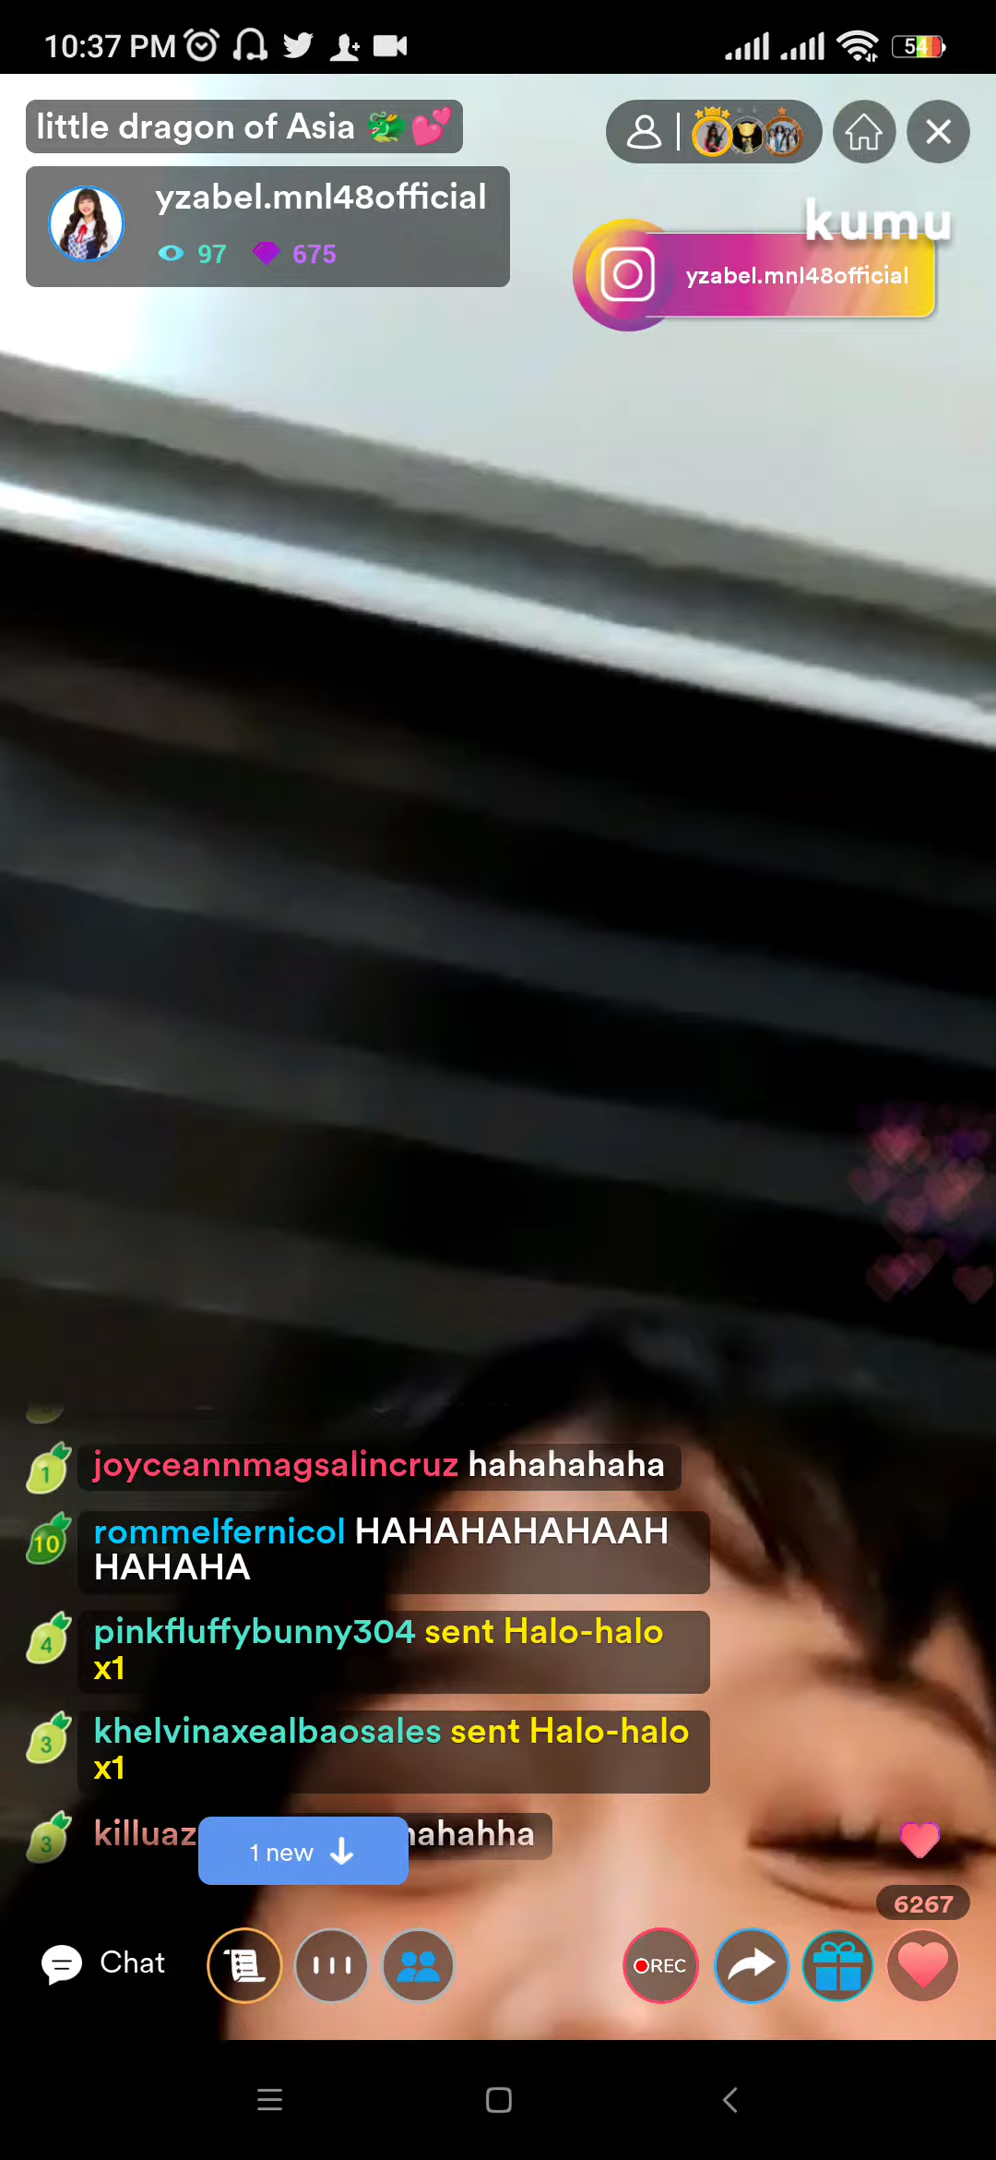 10:37 PM
54
little dragon of Asia 🐲💕
yzabel.mnl48official
97 675
kumu
yzabel.mnl48official
1 joyceannmagsalincruz hahahahaha
10 rommelfernicol HAHAHAHAHAAH
HAHAHA
4 pinkfluffybunny304 sent Halo-halo
x1
3 khelvinaxealbaosales sent Halo-halo
x1
3
1 new
6267
Chat
REC